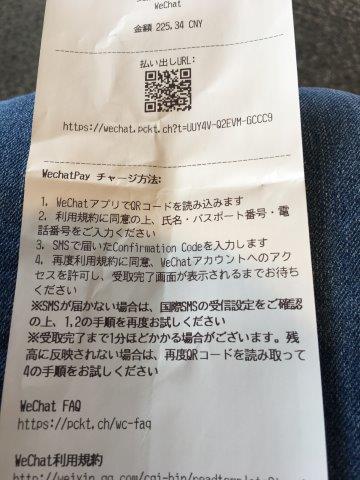 WeChat
金額 225.34 CNY
払い出しURL:
https://wechat.pckt.ch?t=UUY4V-Q2EVM-GCCC9
WechatPay チャージ方法:
1. WeChatアプリでQRコードを読み込みます
2. 利用規約に同意の上、氏名・パスポート番号・電
話番号をご入力ください
3. SMSで届いたConfirmation Codeを入力します
4. 再度利用規約に同意、WeChatアカウントへのア
クセスを許可し、受取完了画面が表示されるまでお待ち
ください
※SMSが届かない場合は、国際SMSの受信設定をご確認
の上、1,2の手順を再度お試しください
※受取完了まで1分ほどかかる場合がございます。残
高に反映されない場合は、再度QRコードを読み取って
4の手順をお試しください
WeChat FAQ
https://pckt.ch/wc-faq
WeChat利用規約